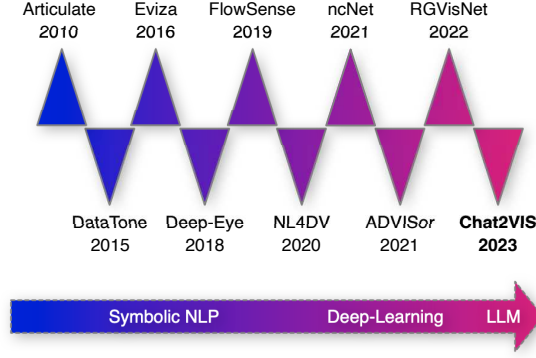 Articulate Eviza FlowSense ncNet RGVisNet
2010 2016 2019 2021 2022
DataTone Deep-Eye NL4DV ADVISor Chat2VIS
2015 2018 2020 2021 2023
Symbolic NLP Deep-Learning LLM